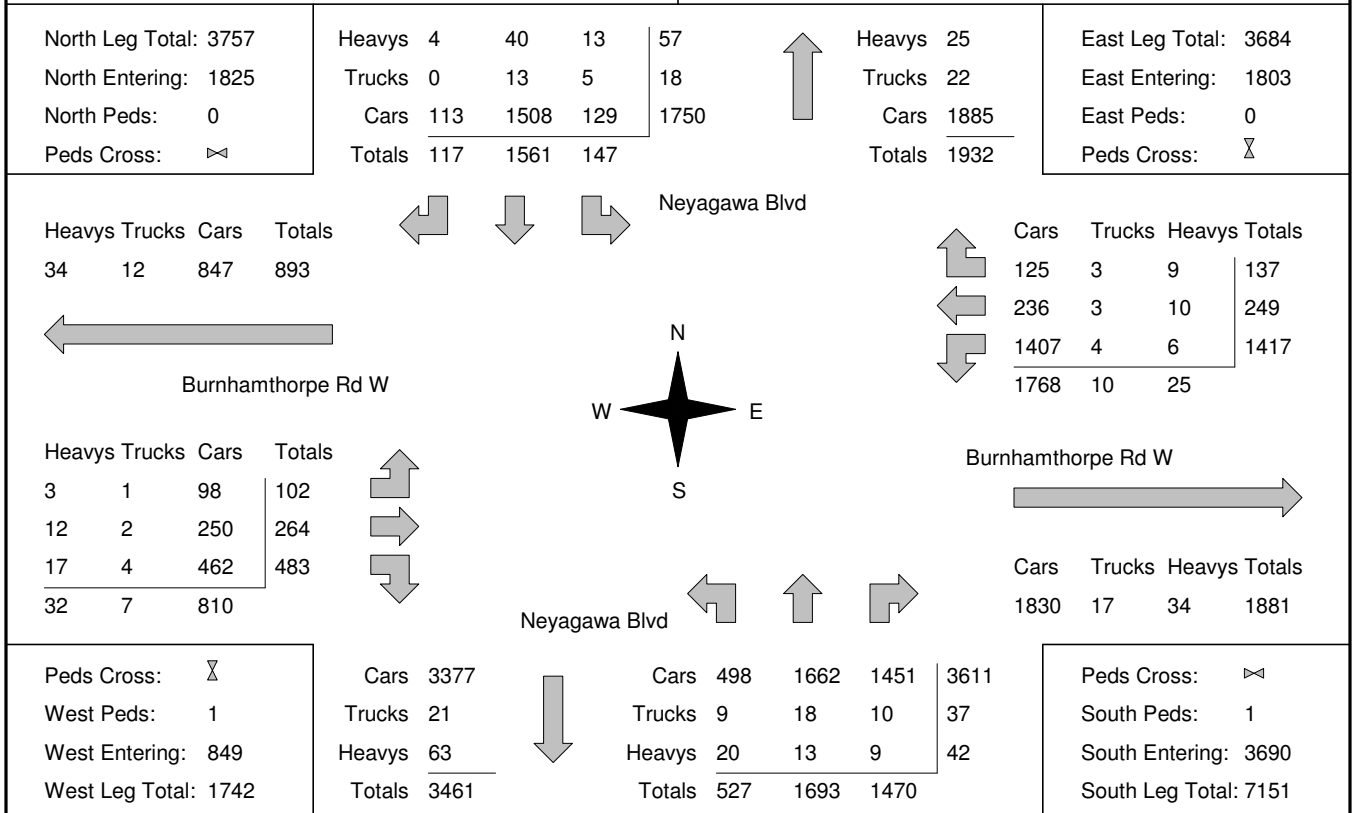 North Leg Total: 3757
North Entering: 1825
North Peds: 0
Peds Cross:
Heavys 4 40 13 57
Trucks 0 13 5 18
Cars 113 1508 129 1750
Totals 117 1561 147
Heavys 25
Trucks 22
Cars 1885
Totals 1932
East Leg Total: 3684
East Entering: 1803
East Peds: 0
Peds Cross:
Neyagawa Blvd
Heavys Trucks Cars Totals
34 12 847 893
Cars Trucks Heavys Totals
125 3 9 137
236 3 10 249
1407 4 6 1417
1768 10 25
Burnhamthorpe Rd W
N
W E
S
Heavys Trucks Cars Totals
3 1 98 102
12 2 250 264
17 4 462 483
32 7 810
Burnhamthorpe Rd W
Cars Trucks Heavys Totals
1830 17 34 1881
Neyagawa Blvd
Peds Cross:
West Peds: 1
West Entering: 849
West Leg Total: 1742
Cars 3377
Trucks 21
Heavys 63
Totals 3461
Cars 498 1662 1451 3611
Trucks 9 18 10 37
Heavys 20 13 9 42
Totals 527 1693 1470
Peds Cross:
South Peds: 1
South Entering: 3690
South Leg Total: 7151